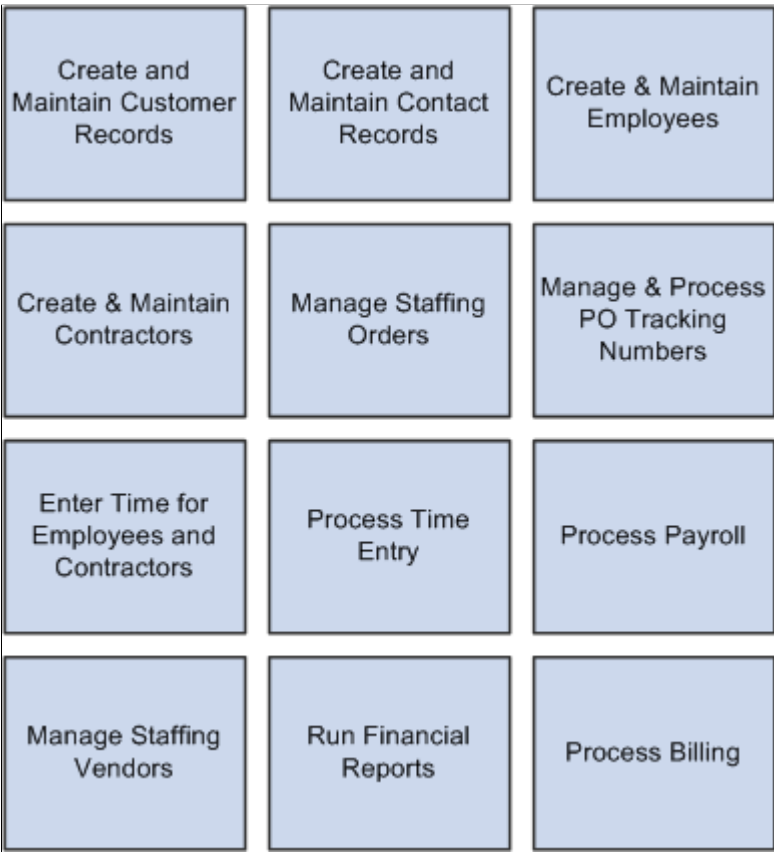 Create and
Maintain Customer
Records
Create and
Maintain Contact
Records
Create & Maintain
Employees
Create & Maintain
Contractors
Manage Staffing
Orders
Manage & Process
PO Tracking
Numbers
Enter Time for
Employees and
Contractors
Process Time
Entry
Process Payroll
Manage Staffing
Vendors
Run Financial
Reports
Process Billing